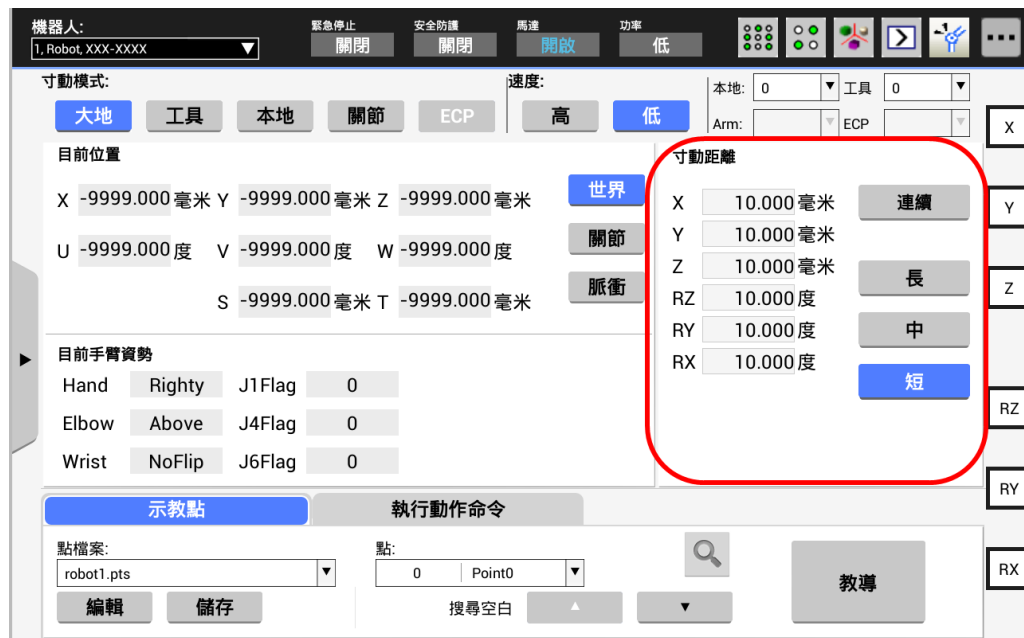 機器人:
緊急停止 安全防護 馬達 功率
1, Robot, XXX-XXXX 關閉 關閉 開啟 低
寸動模式: 速度:
本地: 0 工具 0
大地 工具 本地 關節 ECP 高 低
Arm: ECP
目前位置
X -9999.000 毫米 Y -9999.000 毫米 Z -9999.000 毫米 世界
U -9999.000 度 V -9999.000 度 W -9999.000 度 關節
S -9999.000 毫米 T -9999.000 毫米 脈衝
寸動距離
X 10.000 毫米 連續
Y 10.000 毫米
Z 10.000 毫米 長
RZ 10.000 度
RY 10.000 度 中
RX 10.000 度 短
X
Y
Z
RZ
RY
RX
目前手臂資勢
Hand Righty J1Flag 0
Elbow Above J4Flag 0
Wrist NoFlip J6Flag 0
示教點 執行動作命令
點檔案: 點:
robot1.pts 0 Point0
編輯 儲存 搜尋空白 教導